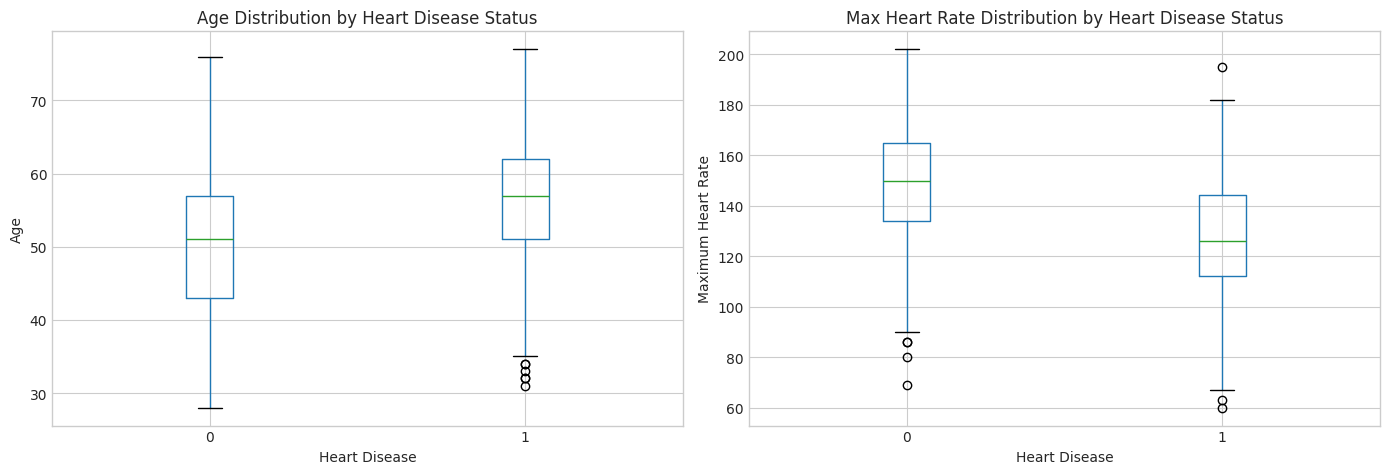 Age Distribution by Heart Disease Status
Age
70
60
50
40
30
0 1
Heart Disease
Max Heart Rate Distribution by Heart Disease Status
Maximum Heart Rate
200
180
160
140
120
100
80
60
0 1
Heart Disease